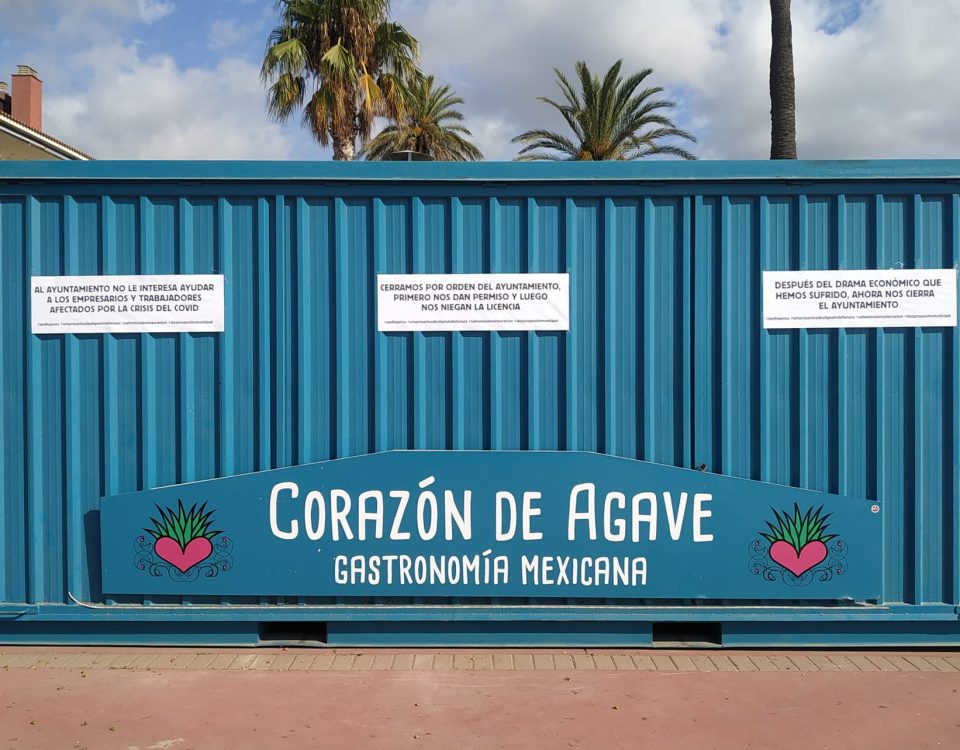 AL AYUNTAMIENTO NO LE INTERESA AYUDAR
A LOS EMPRESARIOS Y TRABAJADORES
AFECTADOS POR LA CRISIS DEL COVID
CERRAMOS POR ORDEN DEL AYUNTAMIENTO,
PRIMERO NOS DAN PERMISO Y LUEGO
NOS NIEGAN LA LICENCIA
DESPUÉS DEL DRAMA ECONÓMICO QUE
HEMOS SUFRIDO, AHORA NOS CIERRA
EL AYUNTAMIENTO
CORAZÓN DE AGAVE
GASTRONOMÍA MEXICANA